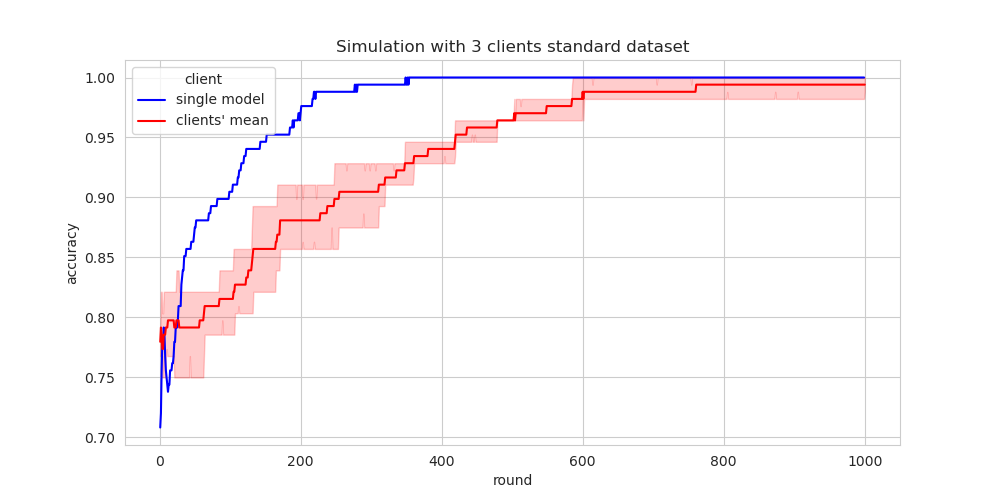 Simulation with 3 clients standard dataset
client
single model
clients' mean
1.00
0.95
0.90
0.85
0.80
0.75
0.70
accuracy
0 200 400 600 800 1000
round